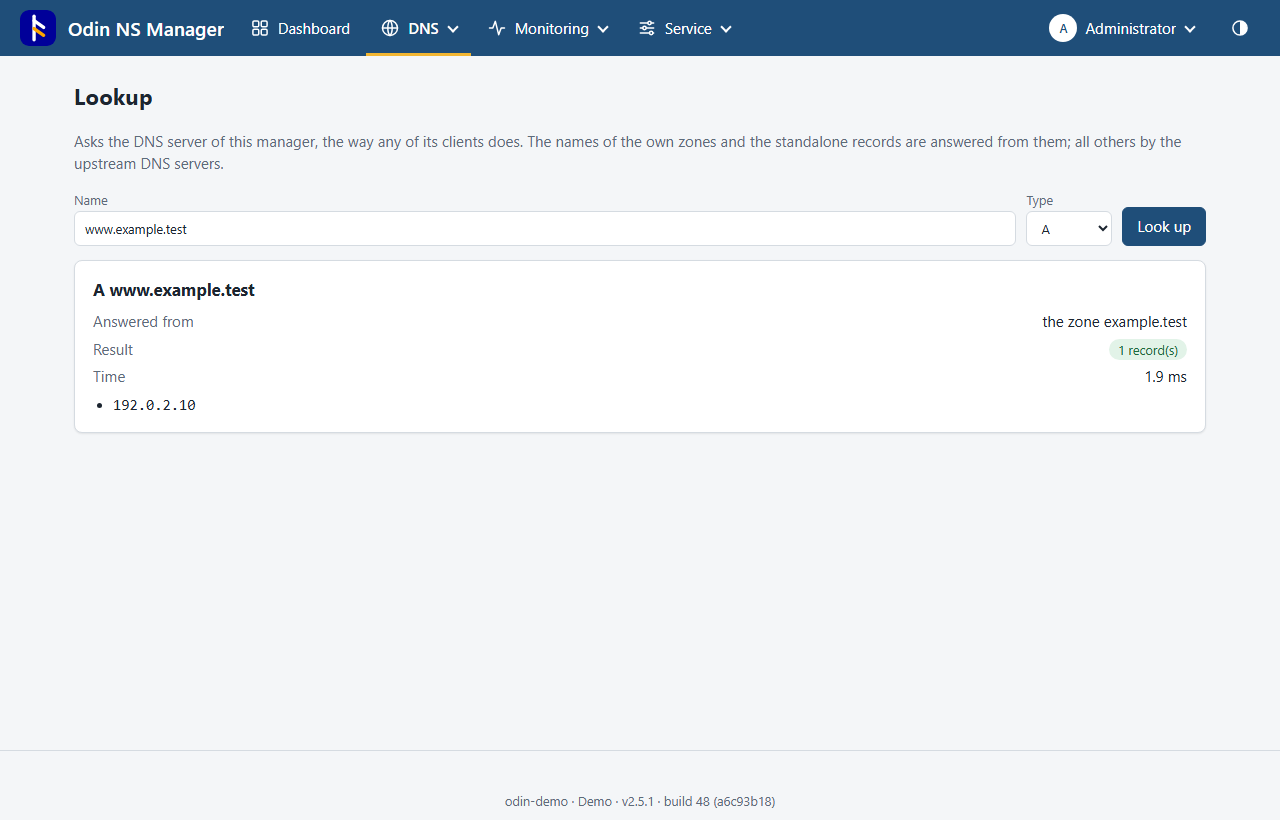 Odin NS Manager Dashboard DNS Monitoring Service A Administrator
Lookup
Asks the DNS server of this manager, the way any of its clients does. The names of the own zones and the standalone records are answered from them; all others by the
upstream DNS servers.
Name Type
www.example.test A Look up
A www.example.test
Answered from the zone example.test
Result 1 record(s)
Time 1.9 ms
• 192.0.2.10
odin-demo · Demo · v2.5.1 · build 48 (a6c93b18)